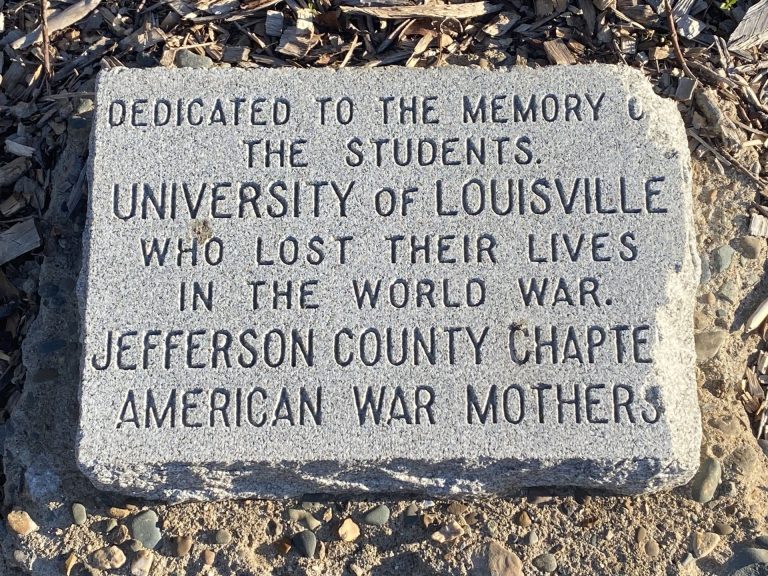 DEDICATED TO THE MEMORY O
THE STUDENTS.
UNIVERSITY OF LOUISVILLE
WHO LOST THEIR LIVES
IN THE WORLD WAR.
JEFFERSON COUNTY CHAPTE
AMERICAN WAR MOTHERS